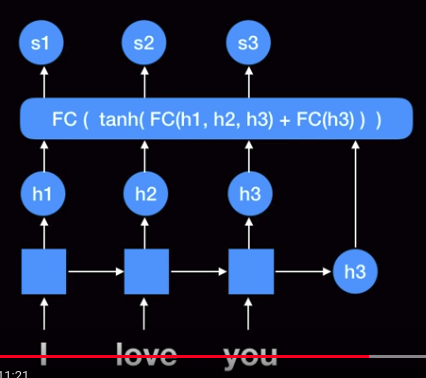 s1 s2 s3
FC ( tanh( FC(h1, h2, h3) + FC(h3) ) )
h1 h2 h3
h3
I love you
11:21